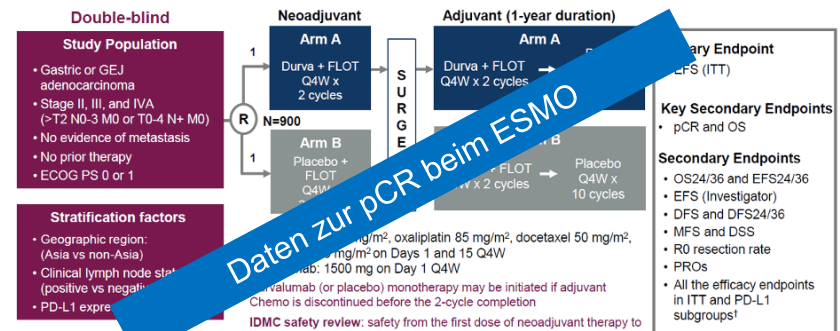 Double-blind
Study Population
• Gastric or GEJ
adenocarcinoma
• Stage II, III, and IVA
(>T2 N0-3 M0 or T0-4 N+ M0)
• No evidence of metastasis
• No prior therapy
• ECOG PS 0 or 1
Stratification factors
• Geographic region:
(Asia vs non-Asia)
• Clinical lymph node
(positive vs
• PD-L1
R
1
1
N=900
Neoadjuvant
Arm A
Durva + FLOT
Q4W x
2 cycles
Arm B
Placebo +
FLOT
Q4W
SURGE
Adjuvant (1-year duration)
Arm A
Durva + FLOT
Q4W x 2 cycles
B
FLOT
x 2 cycles
Placebo
Q4W x
10 cycles
Daten zur pCR beim ESMO
mg/m², oxaliplatin 85 mg/m², docetaxel 50 mg/m²,
mg/m² on Days 1 and 15 Q4W
1500 mg on Day 1 Q4W
(or placebo) monotherapy may be initiated if adjuvant
Chemo is discontinued before the 2-cycle completion
IDMC safety review: safety from the first dose of neoadjuvant therapy to
Endpoint
EFS (ITT)
Key Secondary Endpoints
• pCR and OS
Secondary Endpoints
• OS24/36 and EFS24/36
• EFS (Investigator)
• DFS and DFS24/36
• MFS and DSS
• R0 resection rate
• PROs
• All the efficacy endpoints
in ITT and PD-L1
subgroups†